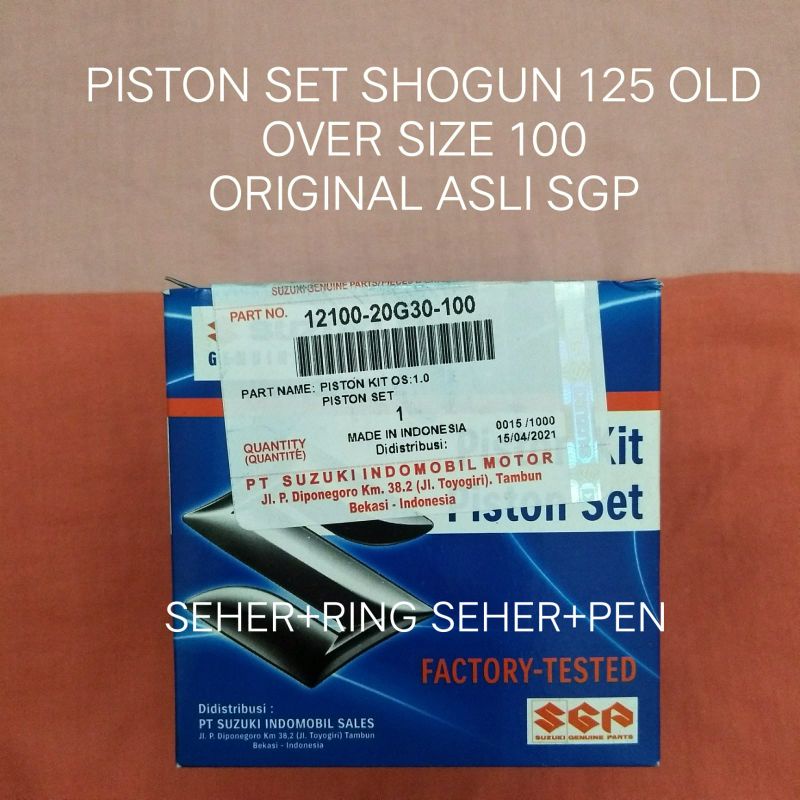 PISTON SET SHOGUN 125 OLD
OVER SIZE 100
ORIGINAL ASLI SGP
SUZUKI GENUINE PARTS/PIECES
PART NO. 12100-20G30-100
PART NAME: PISTON KIT OS:1.0
PISTON SET
1
QUANTITY
(QUANTITÉ)
MADE IN INDONESIA
Didistribusi:
0015 /1000
15/04/2021
PT SUZUKI INDOMOBIL MOTOR
Jl. P. Diponegoro Km. 38.2 (Jl. Toyogiri). Tambun
Bekasi - Indonesia
Kit
Piston Set
SEHER+RING SEHER+PEN
FACTORY-TESTED
Didistribusi :
PT SUZUKI INDOMOBIL SALES
Jl. P. Diponegoro Km 38,2 (Jl. Toyogiri) Tambun
Bekasi - Indonesia
SGP
SUZUKI GENUINE PARTS